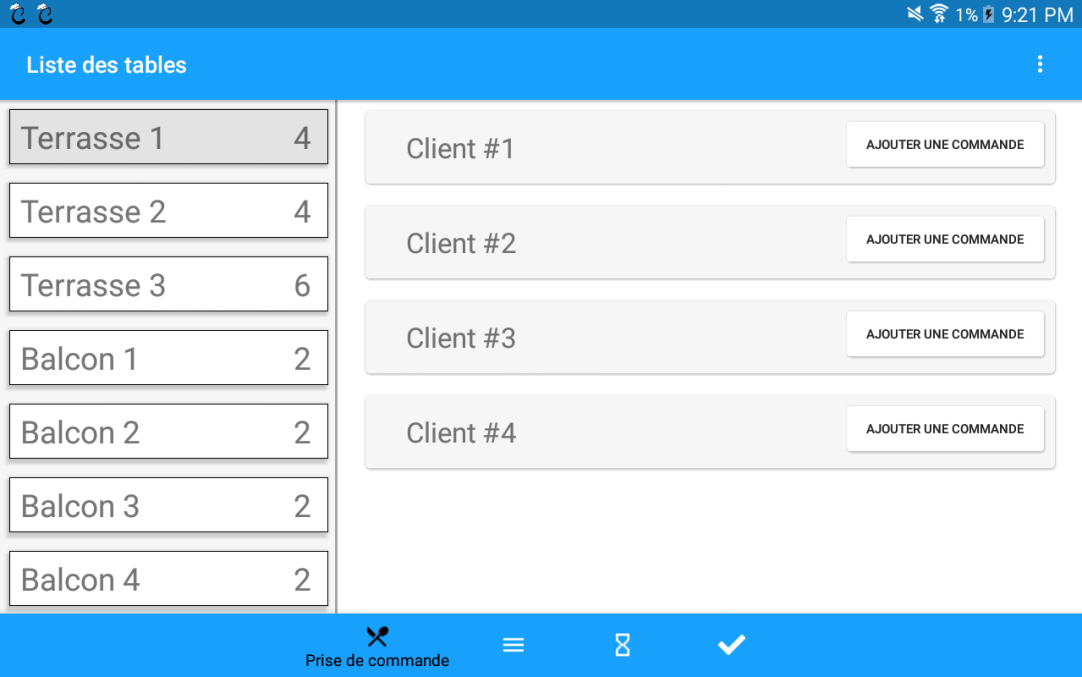 1% 9:21 PM
Liste des tables
Terrasse 1 4
Terrasse 2 4
Terrasse 3 6
Balcon 1 2
Balcon 2 2
Balcon 3 2
Balcon 4 2
Client #1 AJOUTER UNE COMMANDE
Client #2 AJOUTER UNE COMMANDE
Client #3 AJOUTER UNE COMMANDE
Client #4 AJOUTER UNE COMMANDE
Prise de commande